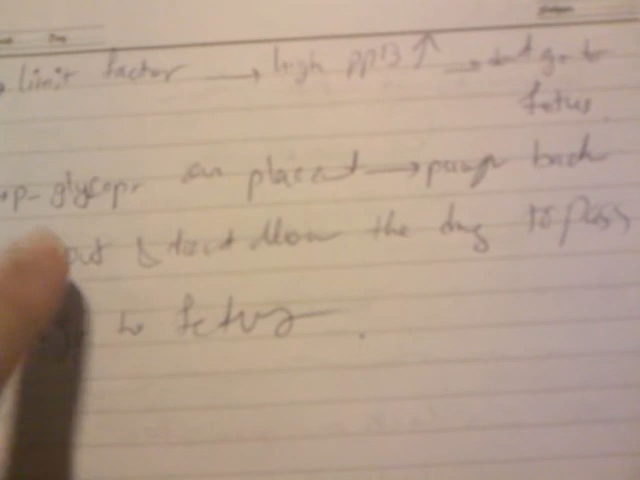 limit factor → high PPB ↑ → don't go to
fetus.
p-glycopr on placent → pump back
out & don't allow the drug to pass
to fetus.